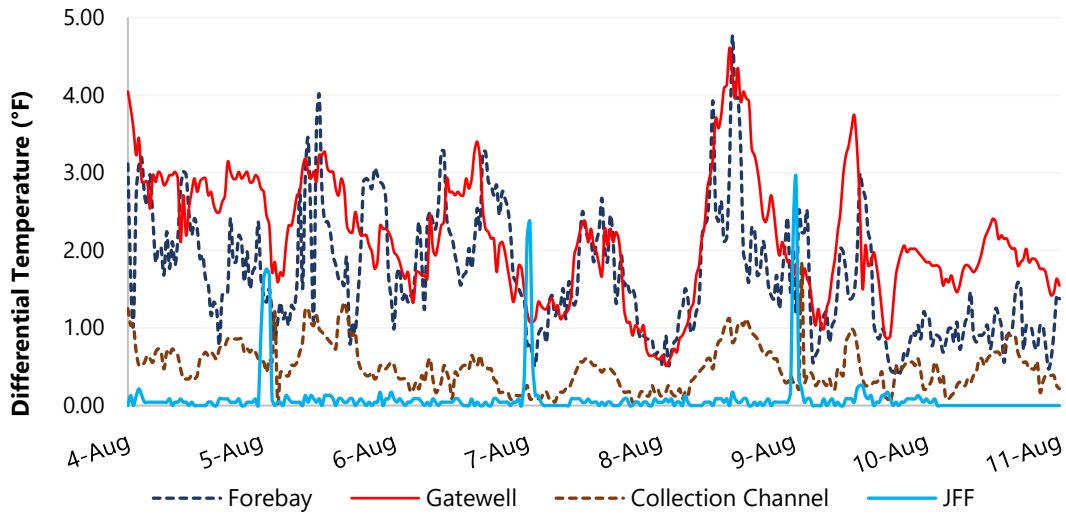 Differential Temperature (°F)
5.00
4.00
3.00
2.00
1.00
0.00
4-Aug 5-Aug 6-Aug 7-Aug 8-Aug 9-Aug 10-Aug 11-Aug
Forebay Gatewell Collection Channel JFF